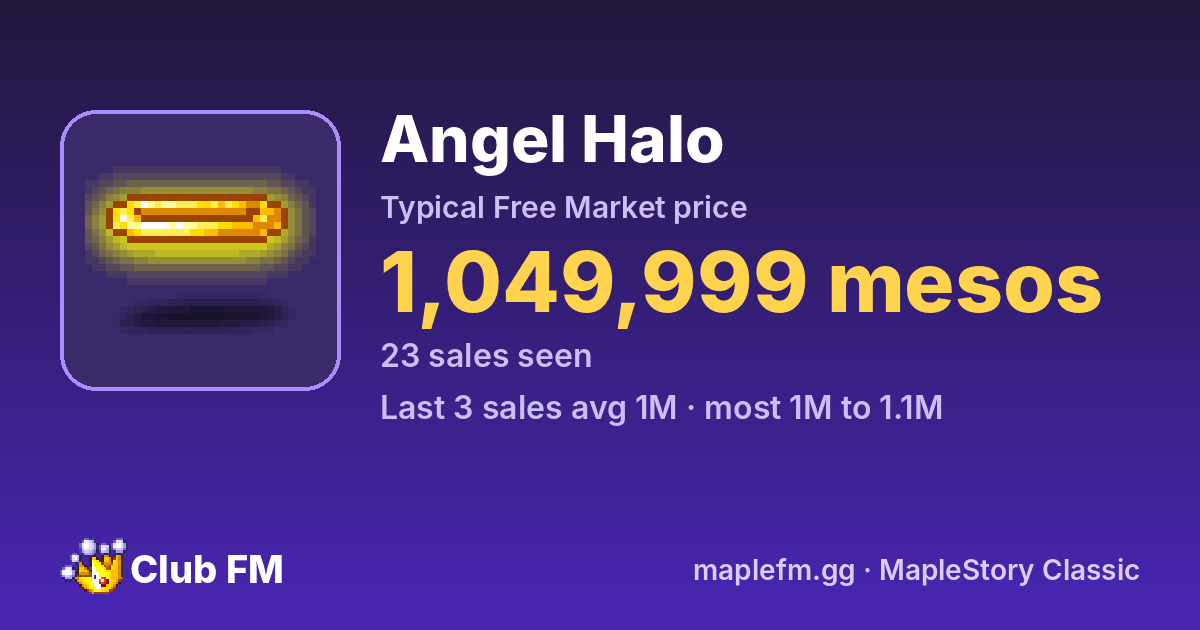 Angel Halo
Typical Free Market price
1,049,999 mesos
23 sales seen
Last 3 sales avg 1M · most 1M to 1.1M
Club FM
maplefm.gg · MapleStory Classic